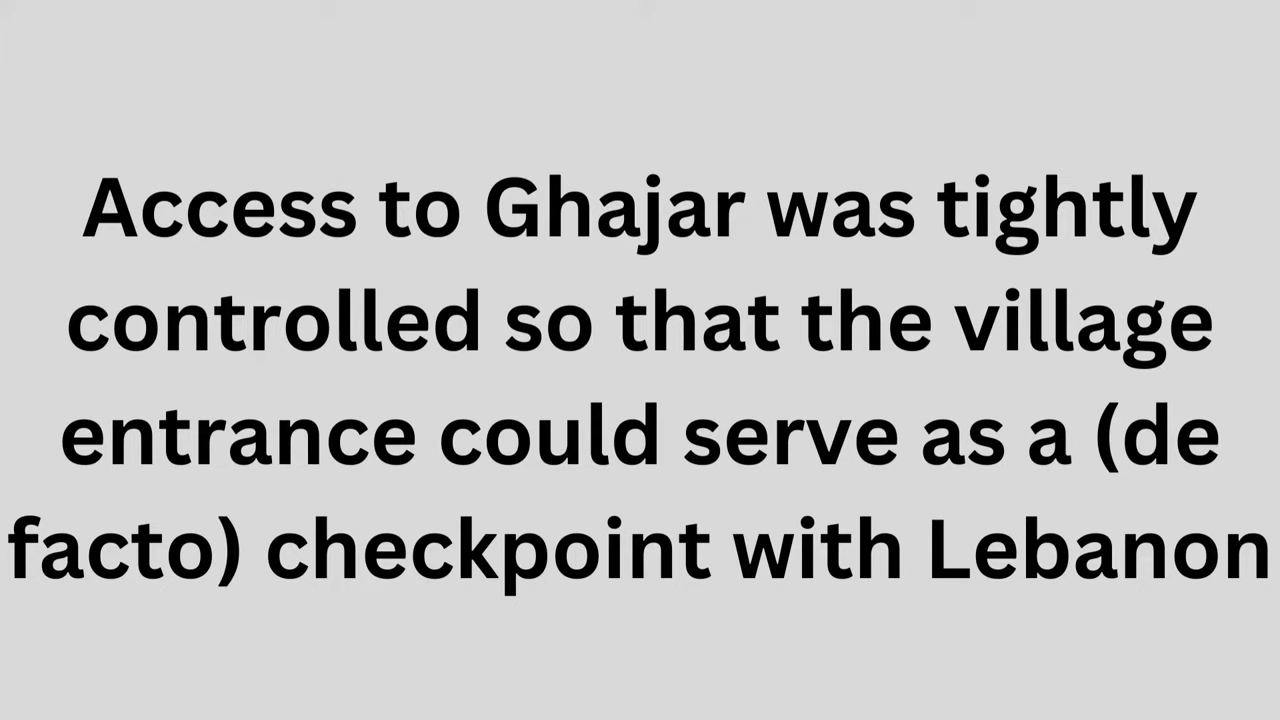 Access to Ghajar was tightly
controlled so that the village
entrance could serve as a (de
facto) checkpoint with Lebanon